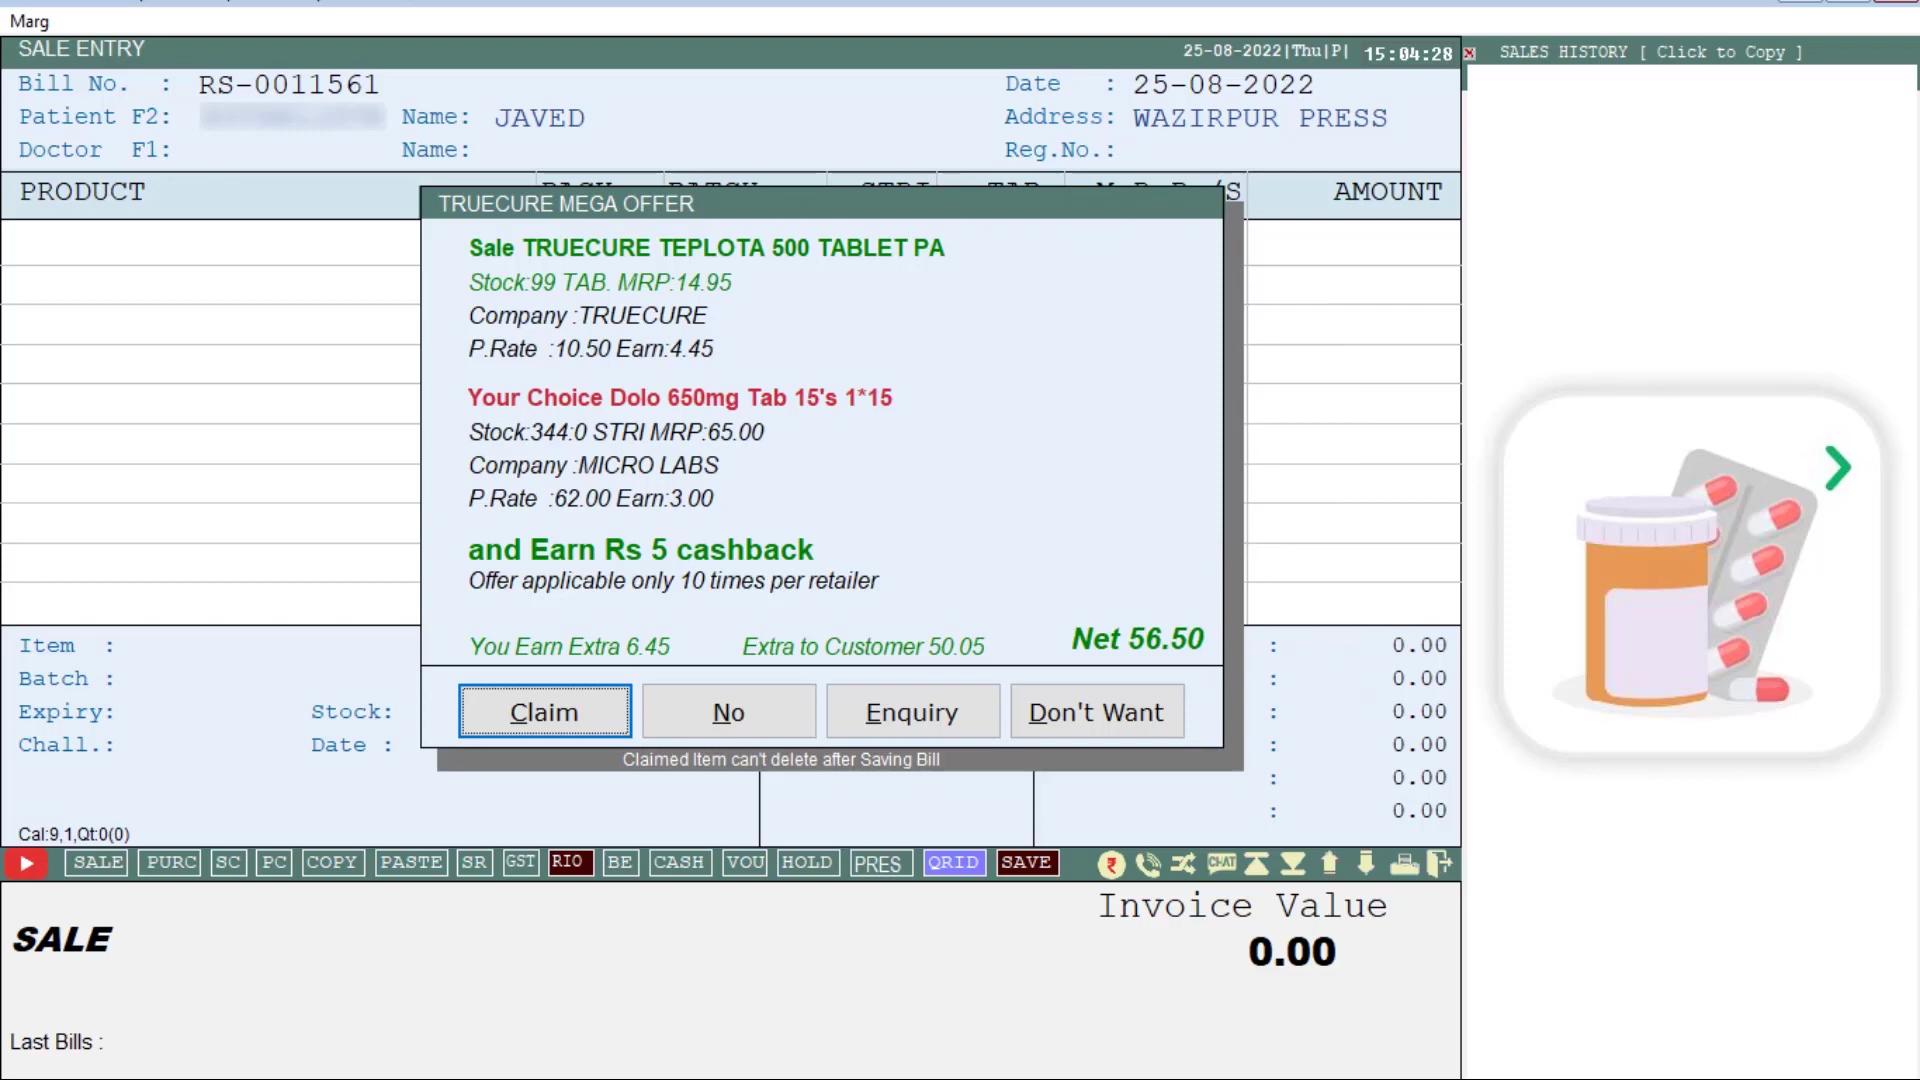 Marg
SALE ENTRY
25-08-2022|Thu|P| 15:04:28
SALES HISTORY [ Click to Copy ]
Bill No. : RS-0011561
Date : 25-08-2022
Patient F2: Name: JAVED
Address: WAZIRPUR PRESS
Doctor F1: Name:
Reg.No.:
PRODUCT
AMOUNT
TRUECURE MEGA OFFER
Sale TRUECURE TEPLOTA 500 TABLET PA
Stock:99 TAB. MRP:14.95
Company :TRUECURE
P.Rate :10.50 Earn:4.45
Your Choice Dolo 650mg Tab 15's 1*15
Stock:344:0 STRI MRP:65.00
Company :MICRO LABS
P.Rate :62.00 Earn:3.00
and Earn Rs 5 cashback
Offer applicable only 10 times per retailer
You Earn Extra 6.45 Extra to Customer 50.05 Net 56.50
Claim No Enquiry Don't Want
Claimed Item can't delete after Saving Bill
Item : : 0.00
Batch : : 0.00
Expiry: Stock: : 0.00
Chall.: Date : : 0.00
: 0.00
: 0.00
Cal:9,1,Qt:0(0)
SALE PURC SC PC COPY PASTE SR GST RIO BE CASH VOU HOLD PRES QRID SAVE ₹ CHAT
Invoice Value
SALE
0.00
Last Bills :